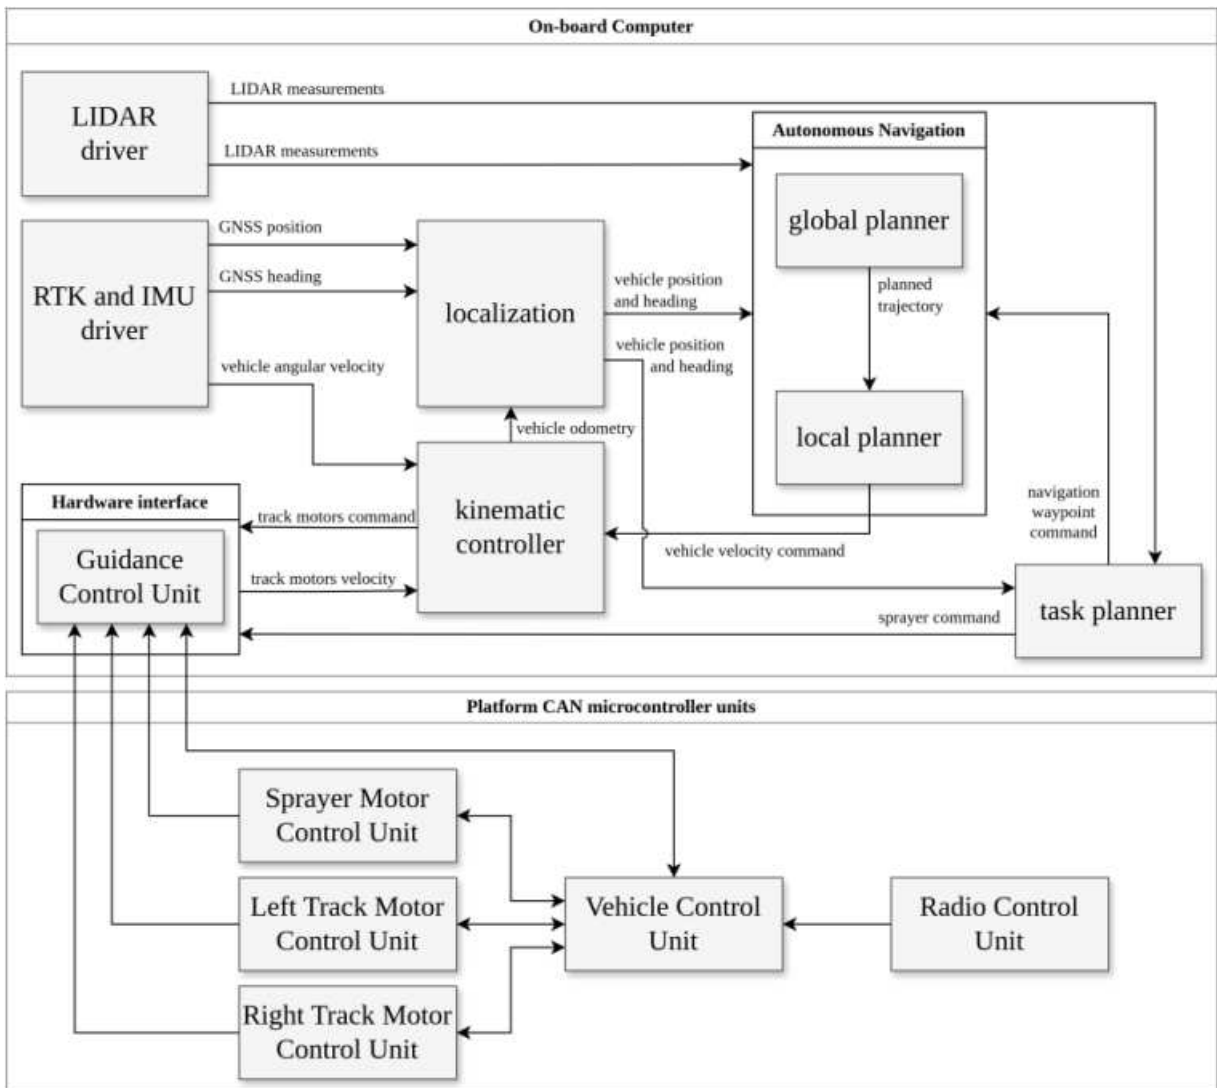 On-board Computer
LIDAR
driver
LIDAR measurements
LIDAR measurements
Autonomous Navigation
global planner
planned
trajectory
local planner
RTK and IMU
driver
GNSS position
GNSS heading
vehicle angular velocity
localization
vehicle position
and heading
vehicle position
and heading
vehicle odometry
kinematic
controller
vehicle velocity command
navigation
waypoint
command
Hardware interface
Guidance
Control Unit
track motors command
track motors velocity
sprayer command
task planner
Platform CAN microcontroller units
Sprayer Motor
Control Unit
Left Track Motor
Control Unit
Right Track Motor
Control Unit
Vehicle Control
Unit
Radio Control
Unit